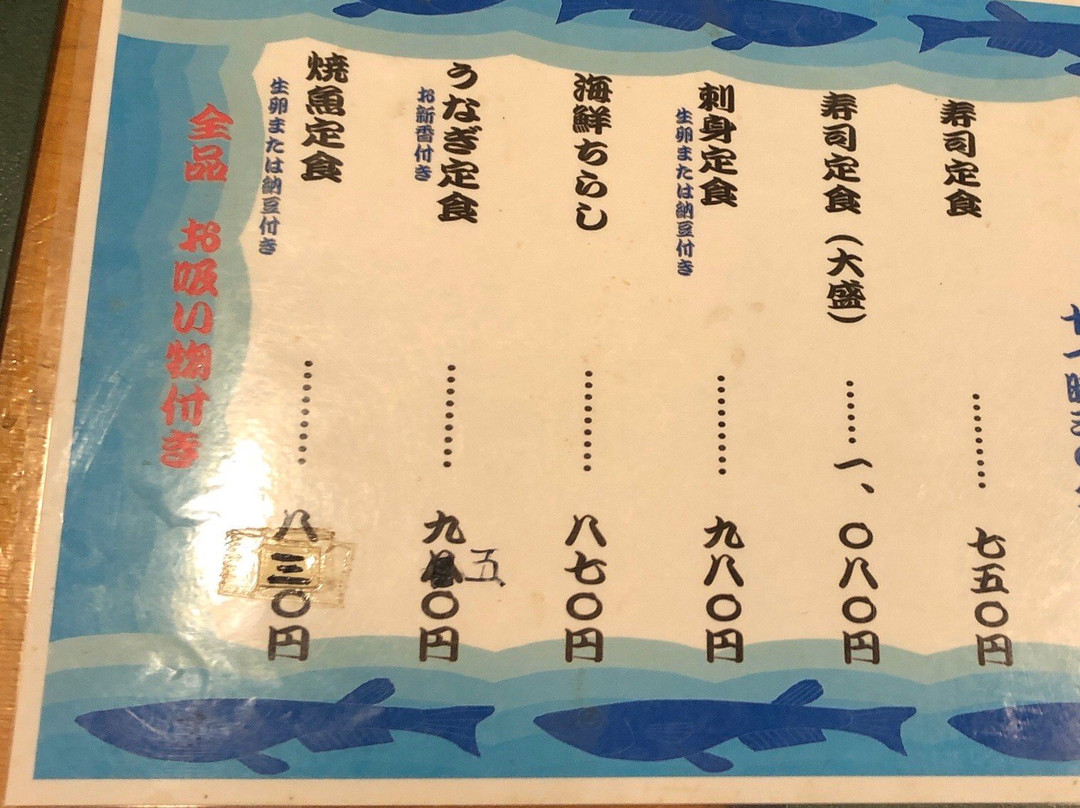 寿司定食………七五〇円
寿司定食（大盛）……一、〇八〇円
刺身定食………九八〇円
生卵または納豆付き
海鮮ちらし………八七〇円
うなぎ定食………九五〇円
お新香付き
焼魚定食………八三〇円
生卵または納豆付き
全品　お吸い物付き